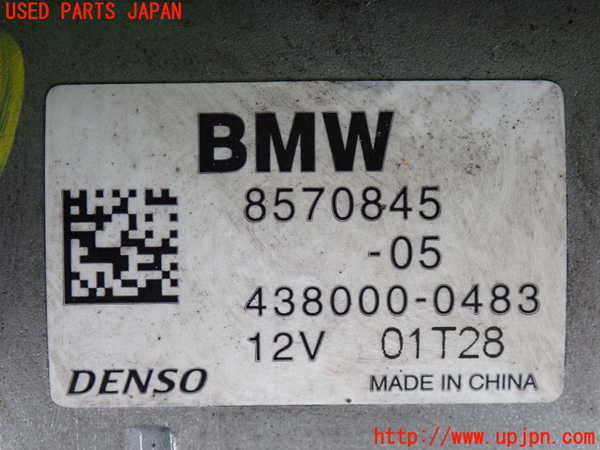 USED PARTS JAPAN
BMW
8570845
-05
438000-0483
12V 01T28
DENSO MADE IN CHINA
http://www.upjpn.com/